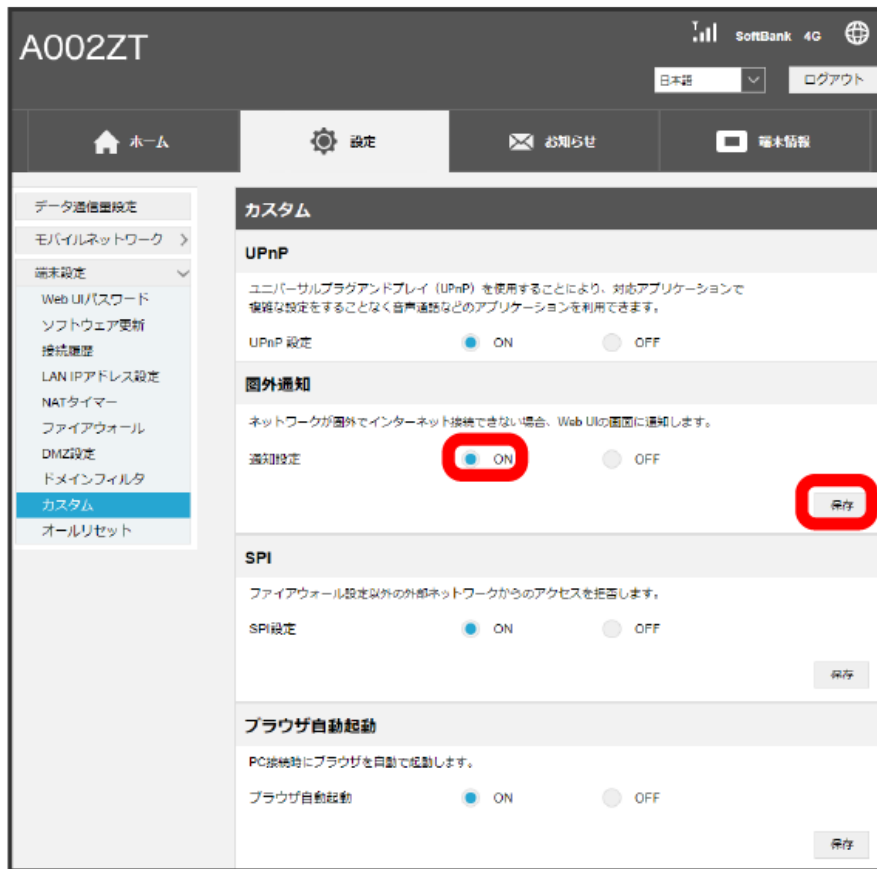 A002ZT
SoftBank 4G
日本語
ログアウト
ホーム
設定
お知らせ
端末情報
データ通信量設定
モバイルネットワーク
端末設定
Web UIパスワード
ソフトウェア更新
接続履歴
LAN IPアドレス設定
NATタイマー
ファイアウォール
DMZ設定
ドメインフィルタ
カスタム
オールリセット
カスタム
UPnP
ユニバーサルプラグアンドプレイ（UPnP）を使用することにより、対応アプリケーションで
複雑な設定をすることなく音声通話などのアプリケーションを利用できます。
UPnP 設定 ON OFF
圏外通知
ネットワークが圏外でインターネット接続できない場合、Web UIの画面に通知します。
通知設定 ON OFF
保存
SPI
ファイアウォール設定以外の外部ネットワークからのアクセスを拒否します。
SPI設定 ON OFF
保存
ブラウザ自動起動
PC接続時にブラウザを自動で起動します。
ブラウザ自動起動 ON OFF
保存